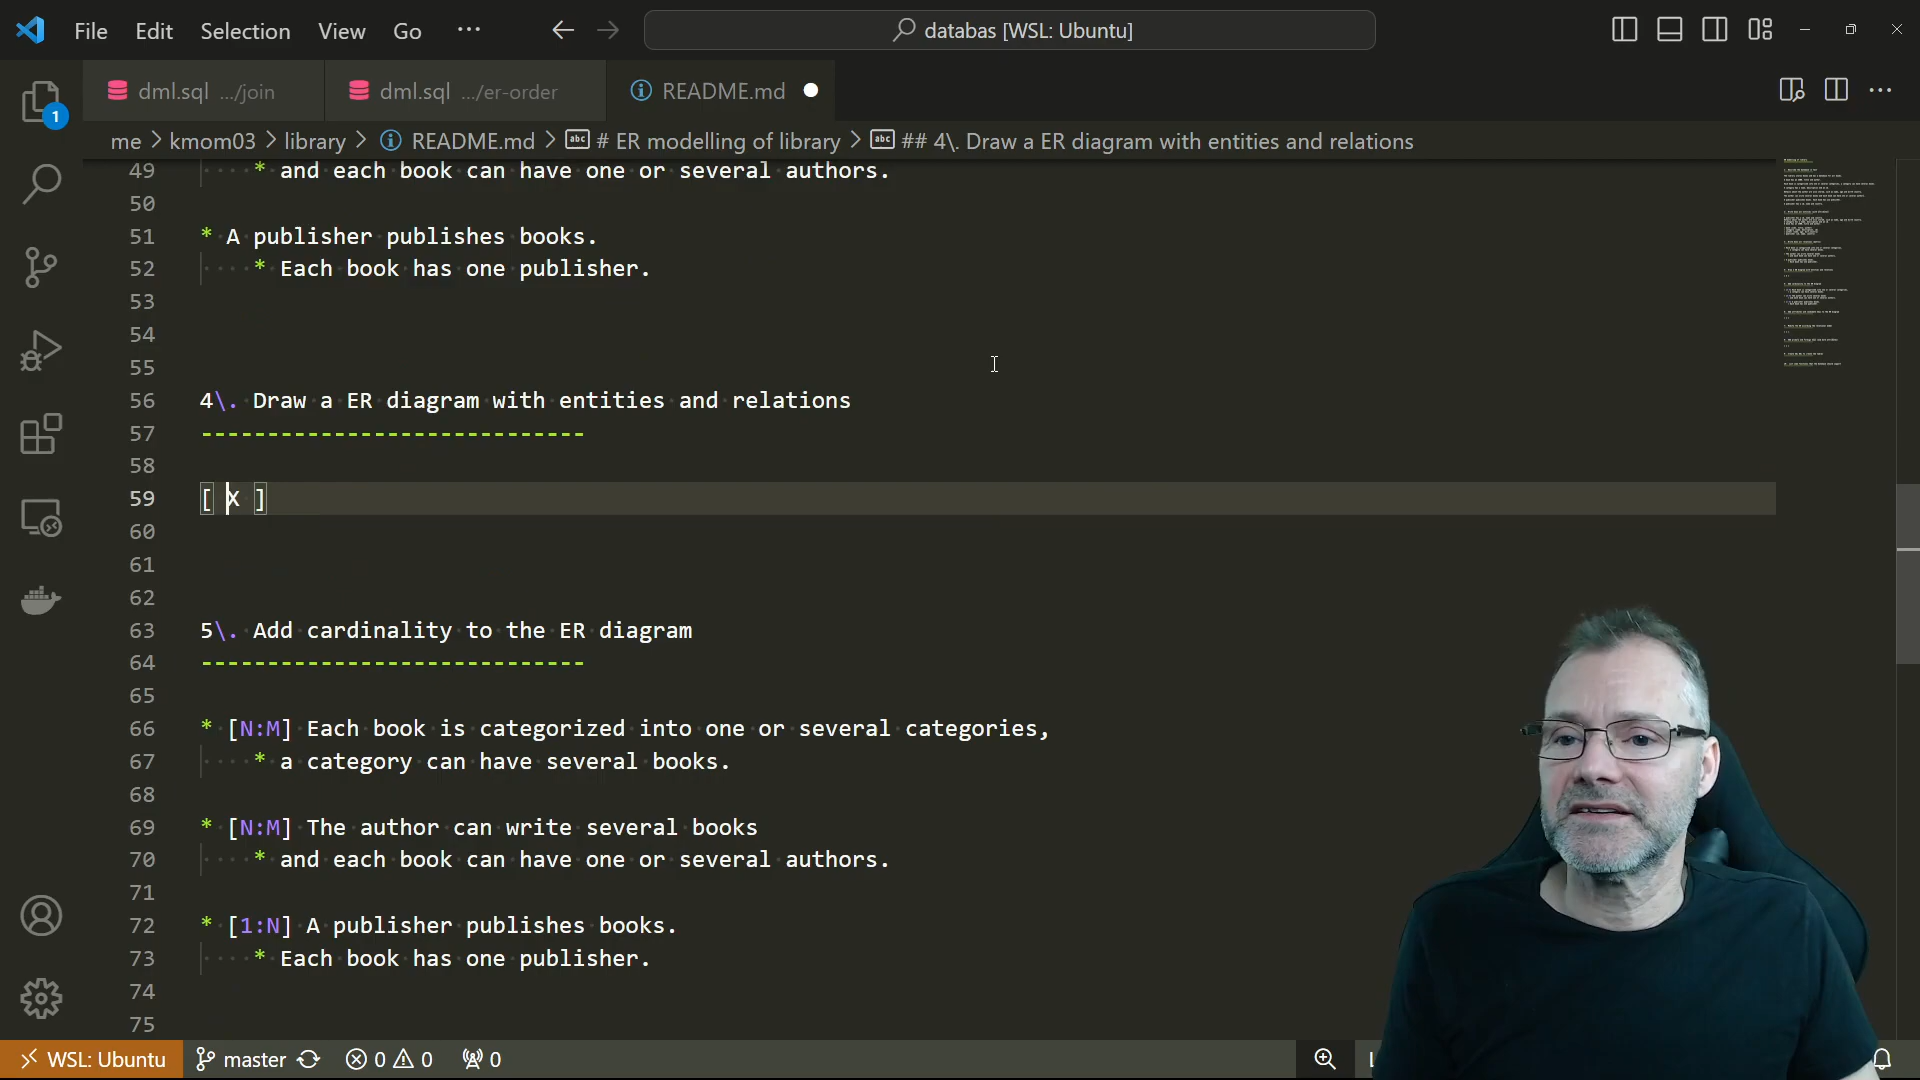 File Edit Selection View Go ··· databas [WSL: Ubuntu]
dml.sql .../join dml.sql .../er-order README.md
me > kmom03 > library > README.md > # ER modelling of library > ## 4\. Draw a ER diagram with entities and relations
49 * and each book can have one or several authors.
50
51 * A publisher publishes books.
52 * Each book has one publisher.
53
54
55
56 4\. Draw a ER diagram with entities and relations
57 -----------------------------
58
59 [ X ]
60
61
62
63 5\. Add cardinality to the ER diagram
64 -----------------------------
65
66 * [N:M] Each book is categorized into one or several categories,
67 * a category can have several books.
68
69 * [N:M] The author can write several books
70 * and each book can have one or several authors.
71
72 * [1:N] A publisher publishes books.
73 * Each book has one publisher.
74
75
1
WSL: Ubuntu master 0 0 0